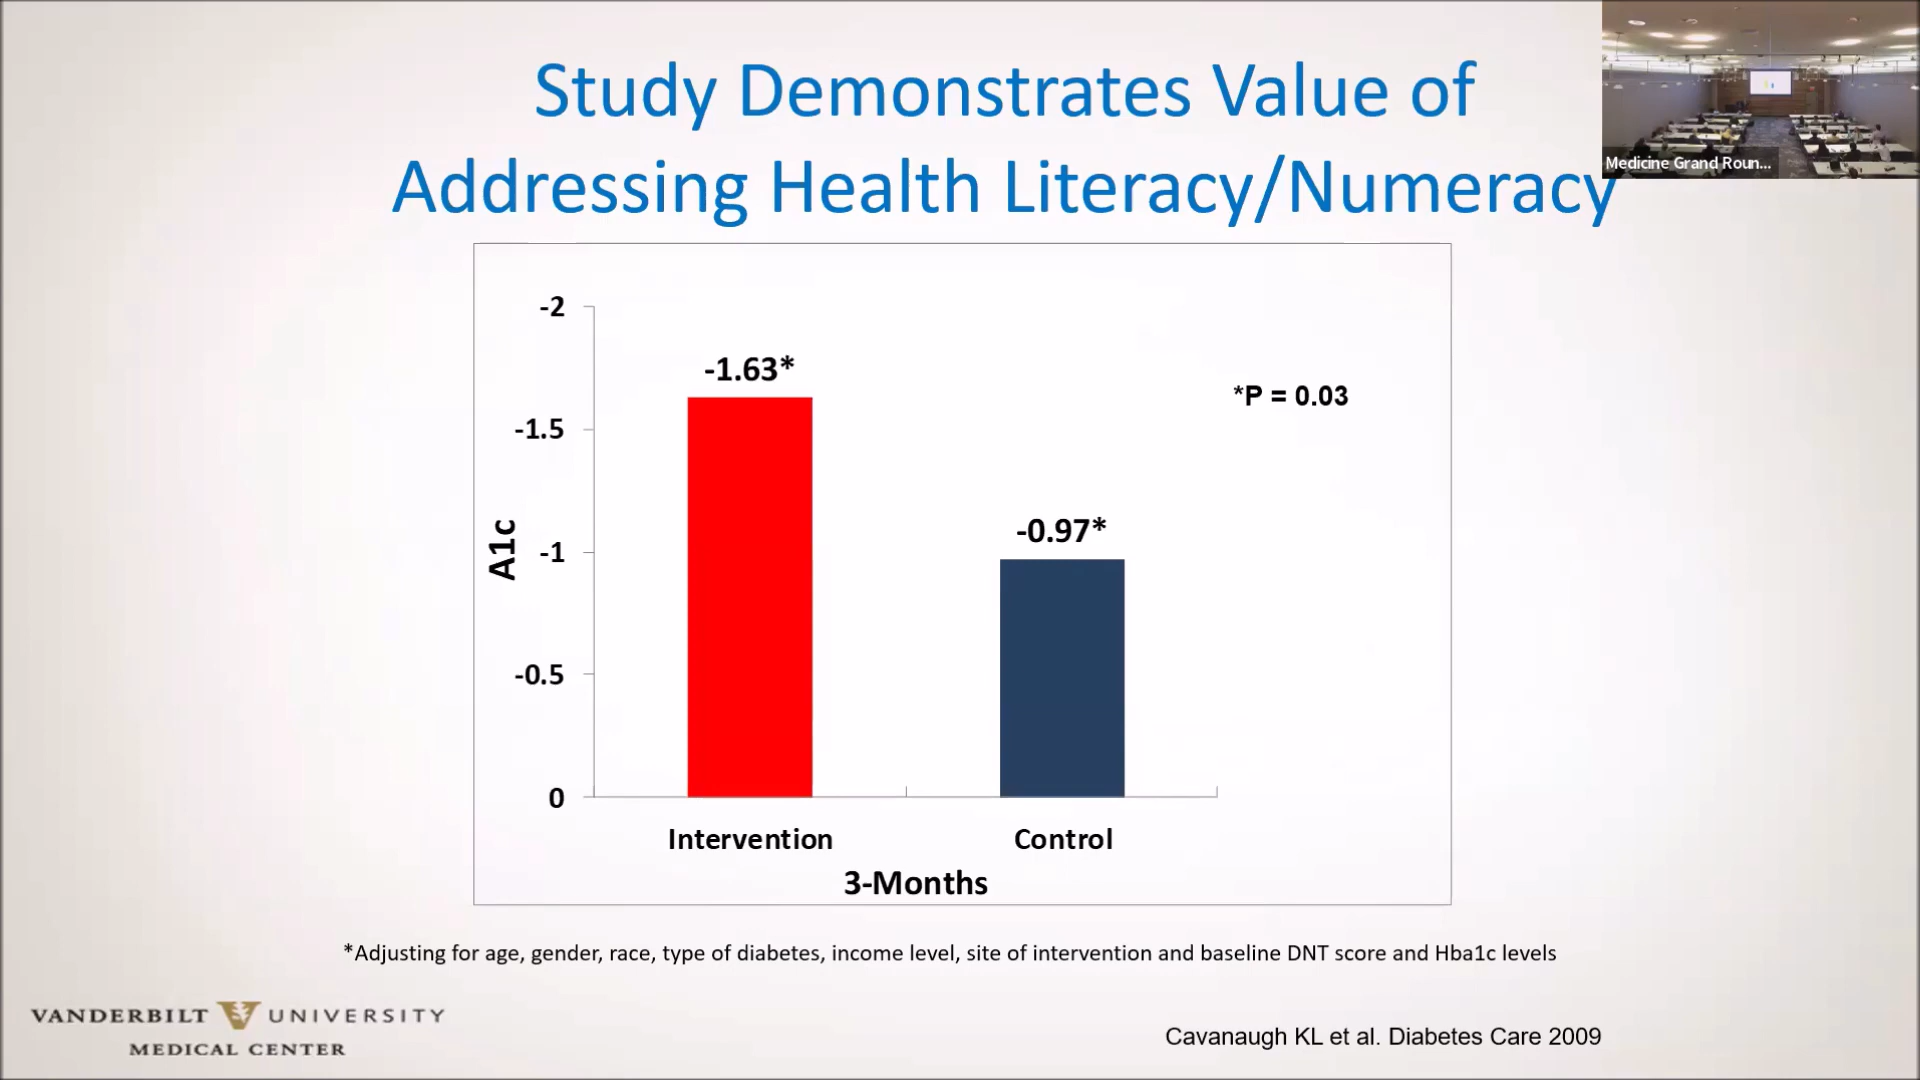 Study Demonstrates Value of
Addressing Health Literacy/Numeracy
Medicine Grand Roun...
-2
-1.5
-1
-0.5
0
A1c
-1.63*
-0.97*
*P = 0.03
Intervention
Control
3-Months
*Adjusting for age, gender, race, type of diabetes, income level, site of intervention and baseline DNT score and Hba1c levels
VANDERBILT UNIVERSITY
MEDICAL CENTER
Cavanaugh KL et al. Diabetes Care 2009